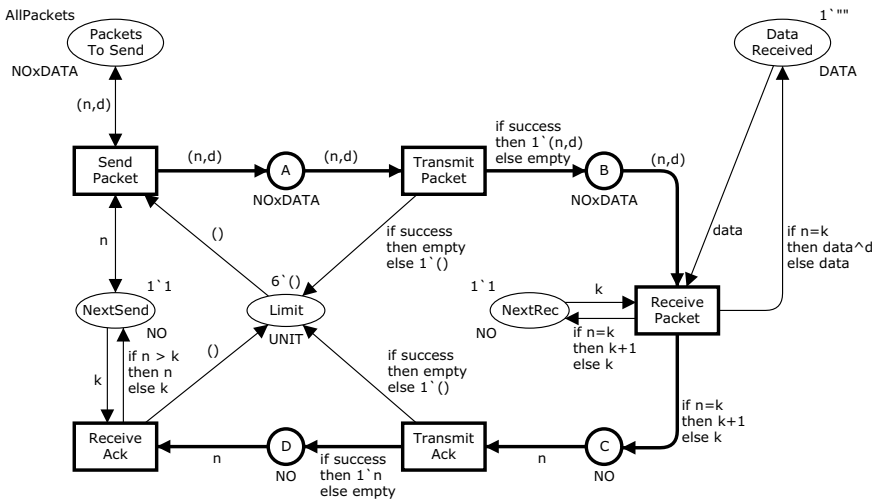 AllPackets
Packets
To Send
NOxDATA
(n,d)
1`""
Data
Received
DATA
Send
Packet
(n,d)
A
NOxDATA
(n,d)
Transmit
Packet
if success
then 1`(n,d)
else empty
B
NOxDATA
(n,d)
n
()
if success
then empty
else 1`()
data
if n=k
then data^d
else data
1`1
NextSend
NO
6`()
Limit
UNIT
1`1
NextRec
NO
k
if n=k
then k+1
else k
Receive
Packet
k
if n > k
then n
else k
()
if success
then empty
else 1`()
if n=k
then k+1
else k
Receive
Ack
n
D
NO
if success
then 1`n
else empty
Transmit
Ack
n
C
NO